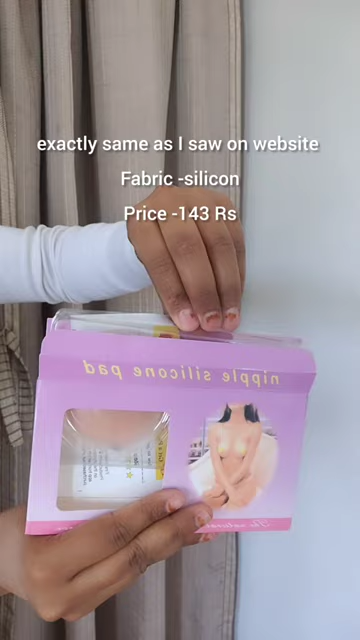 exactly same as I saw on website
Fabric -silicon
Price -143 Rs
nipple silicone pad